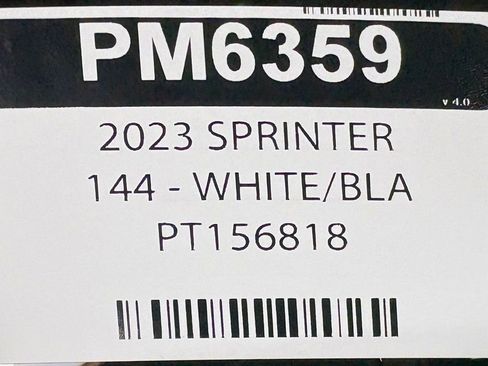 PM6359
v 4.0
2023 SPRINTER
144 - WHITE/BLA
PT156818